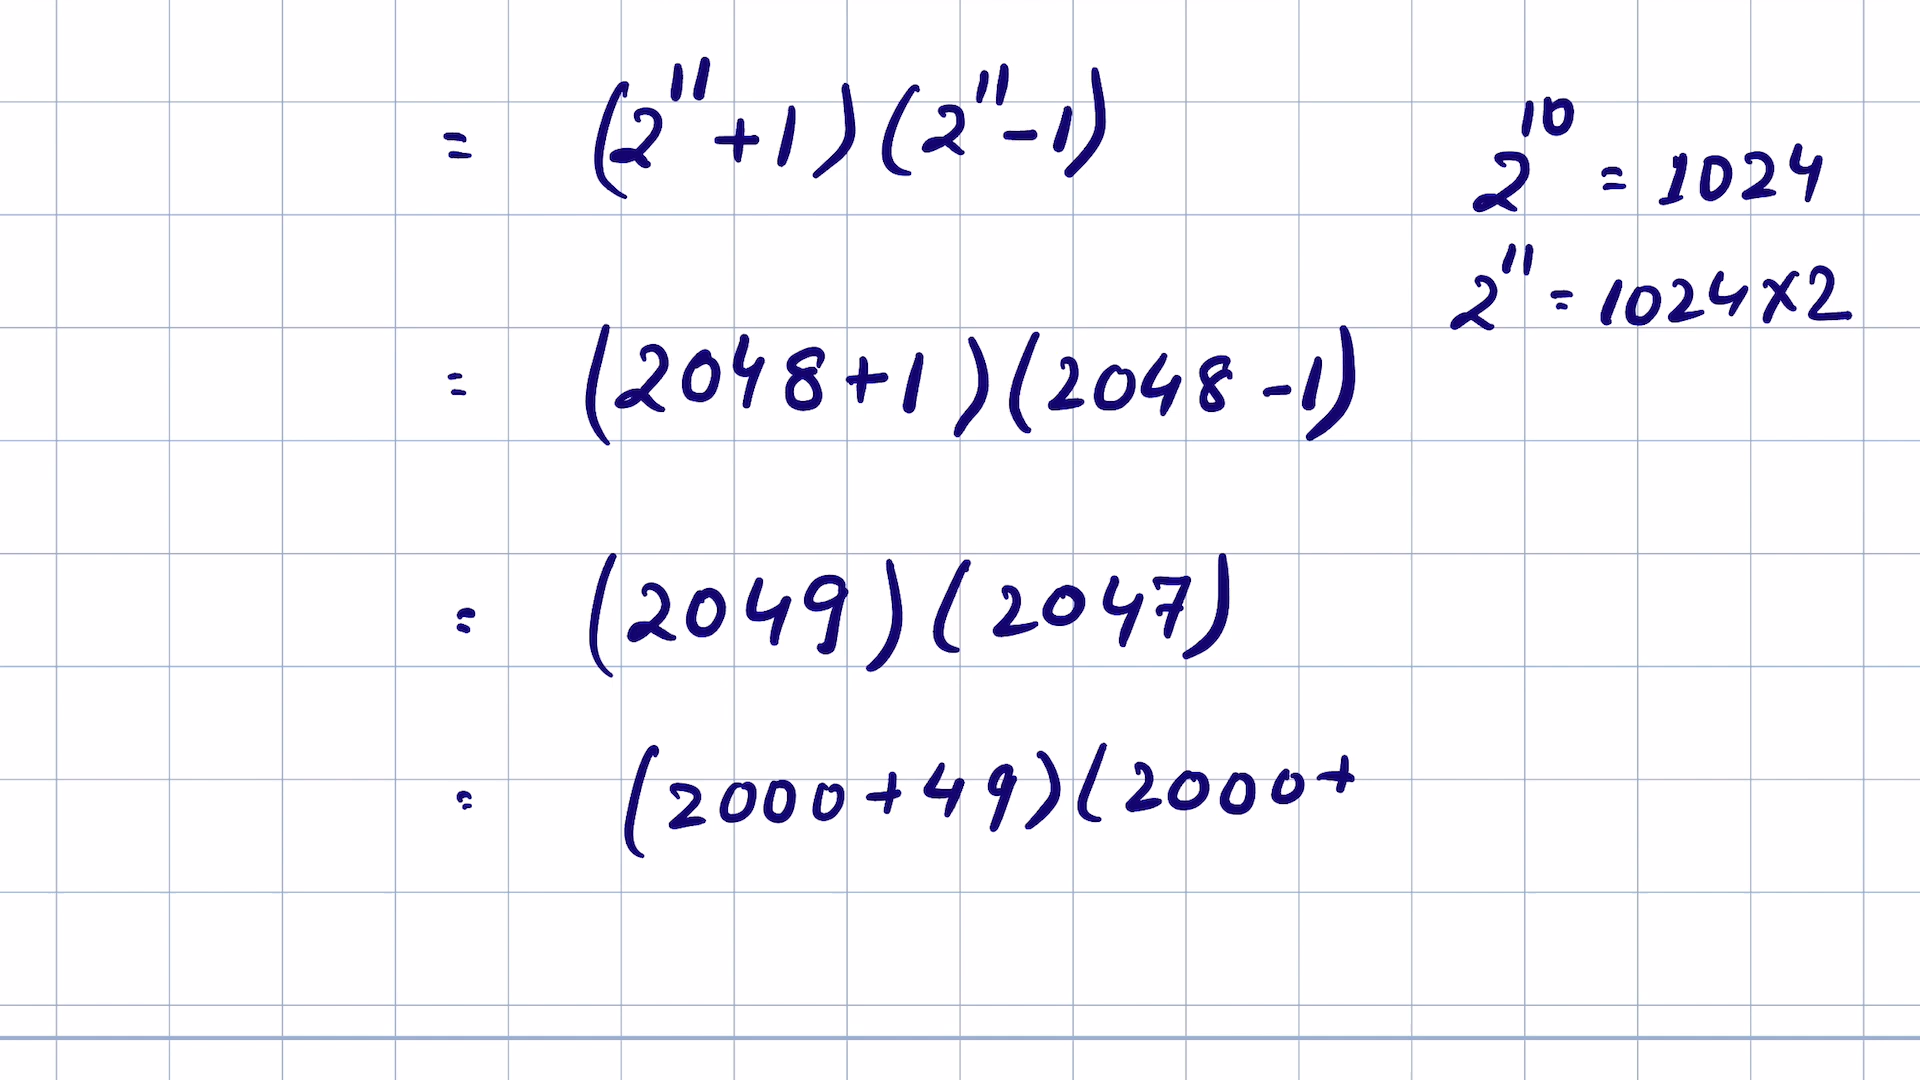 = (2¹¹+1)(2¹¹-1)
2¹⁰ = 1024
2¹¹ = 1024×2
= (2048+1)(2048-1)
= (2049)(2047)
= (2000+49)(2000+